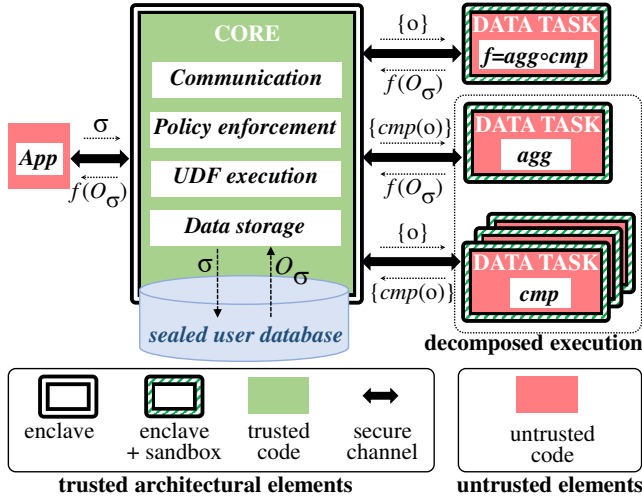 CORE
Communication
Policy enforcement
UDF execution
Data storage
σ
O_σ
sealed user database
App
σ
f(O_σ)
{o}
f(O_σ)
DATA TASK
f=agg∘cmp
{cmp(o)}
f(O_σ)
DATA TASK
agg
{o}
{cmp(o)}
DATA TASK
cmp
decomposed execution
enclave
enclave
+ sandbox
trusted
code
secure
channel
trusted architectural elements
untrusted
code
untrusted elements